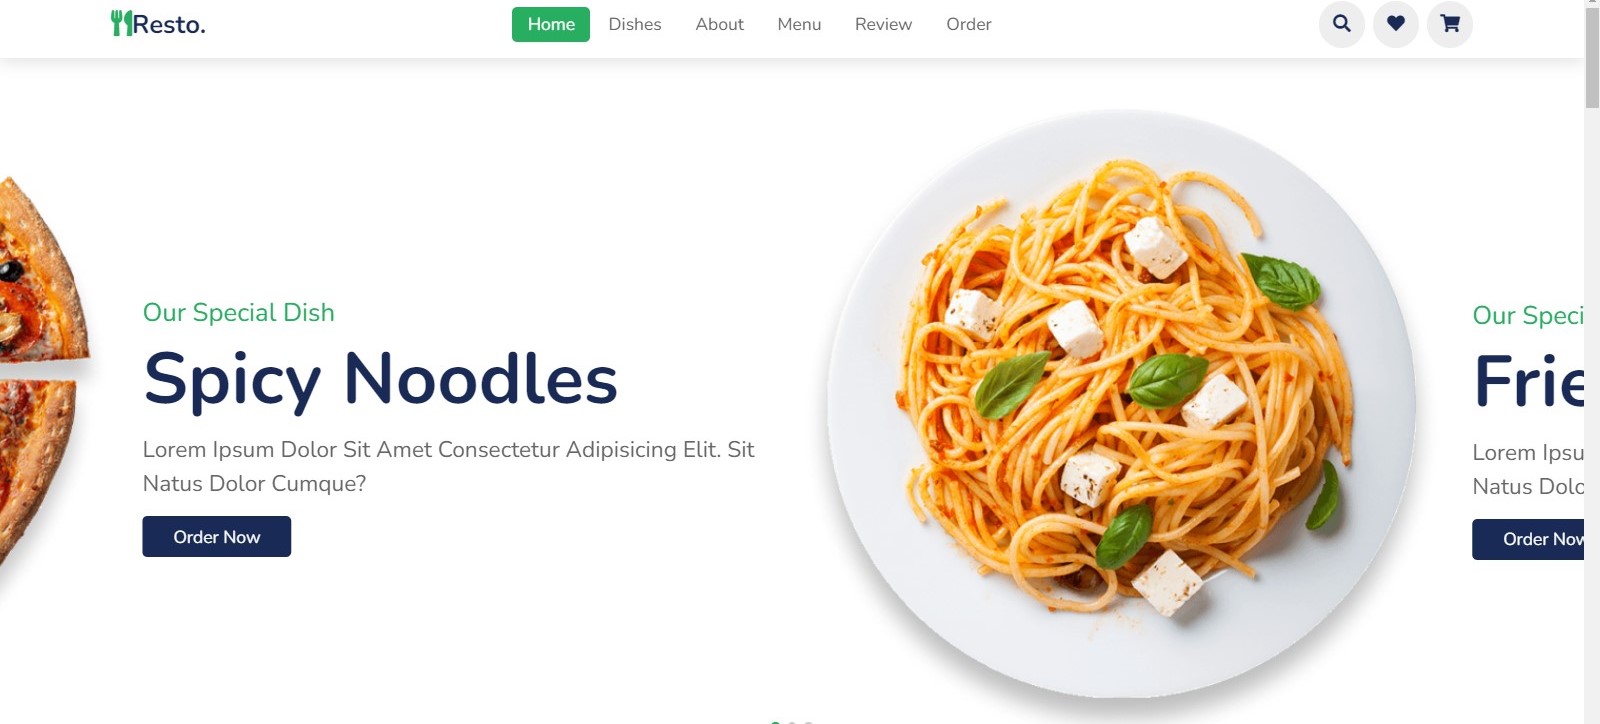 Resto.
Home
Dishes
About
Menu
Review
Order
Our Special Dish
Spicy Noodles
Lorem Ipsum Dolor Sit Amet Consectetur Adipisicing Elit. Sit
Natus Dolor Cumque?
Order Now
Our Speci
Frie
Lorem Ipsu
Natus Dolo
Order Now